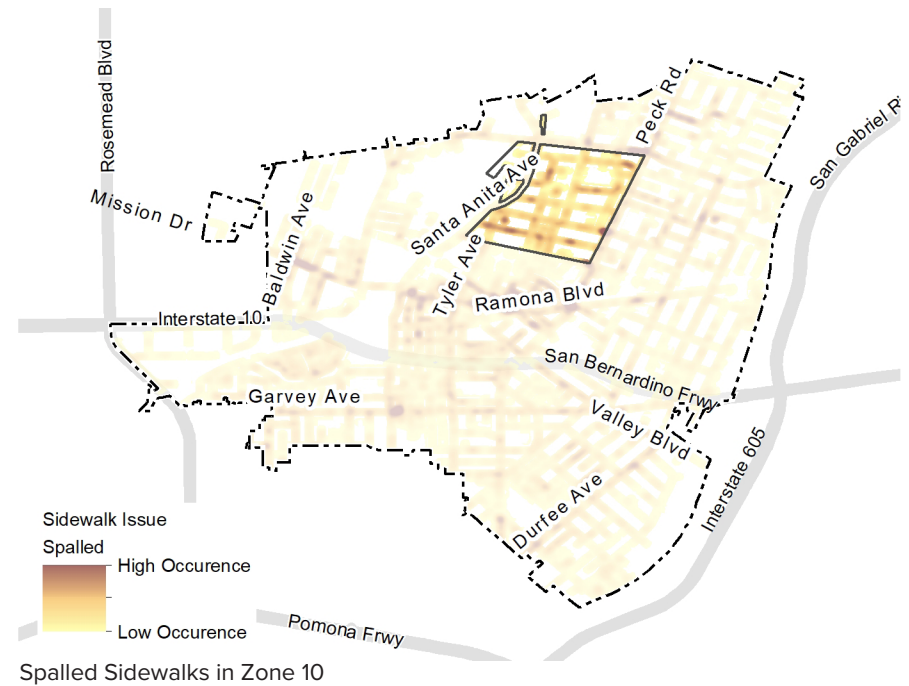 Rosemead Blvd
Peck Rd
San Gabriel Ri
Mission Dr
Baldwin Ave
Santa Anita Ave
Tyler Ave
Ramona Blvd
Interstate 10
San Bernardino Frwy
Garvey Ave
Valley Blvd
Interstate 605
Durfee Ave
Sidewalk Issue
Spalled
High Occurence
Low Occurence
Pomona Frwy
Spalled Sidewalks in Zone 10